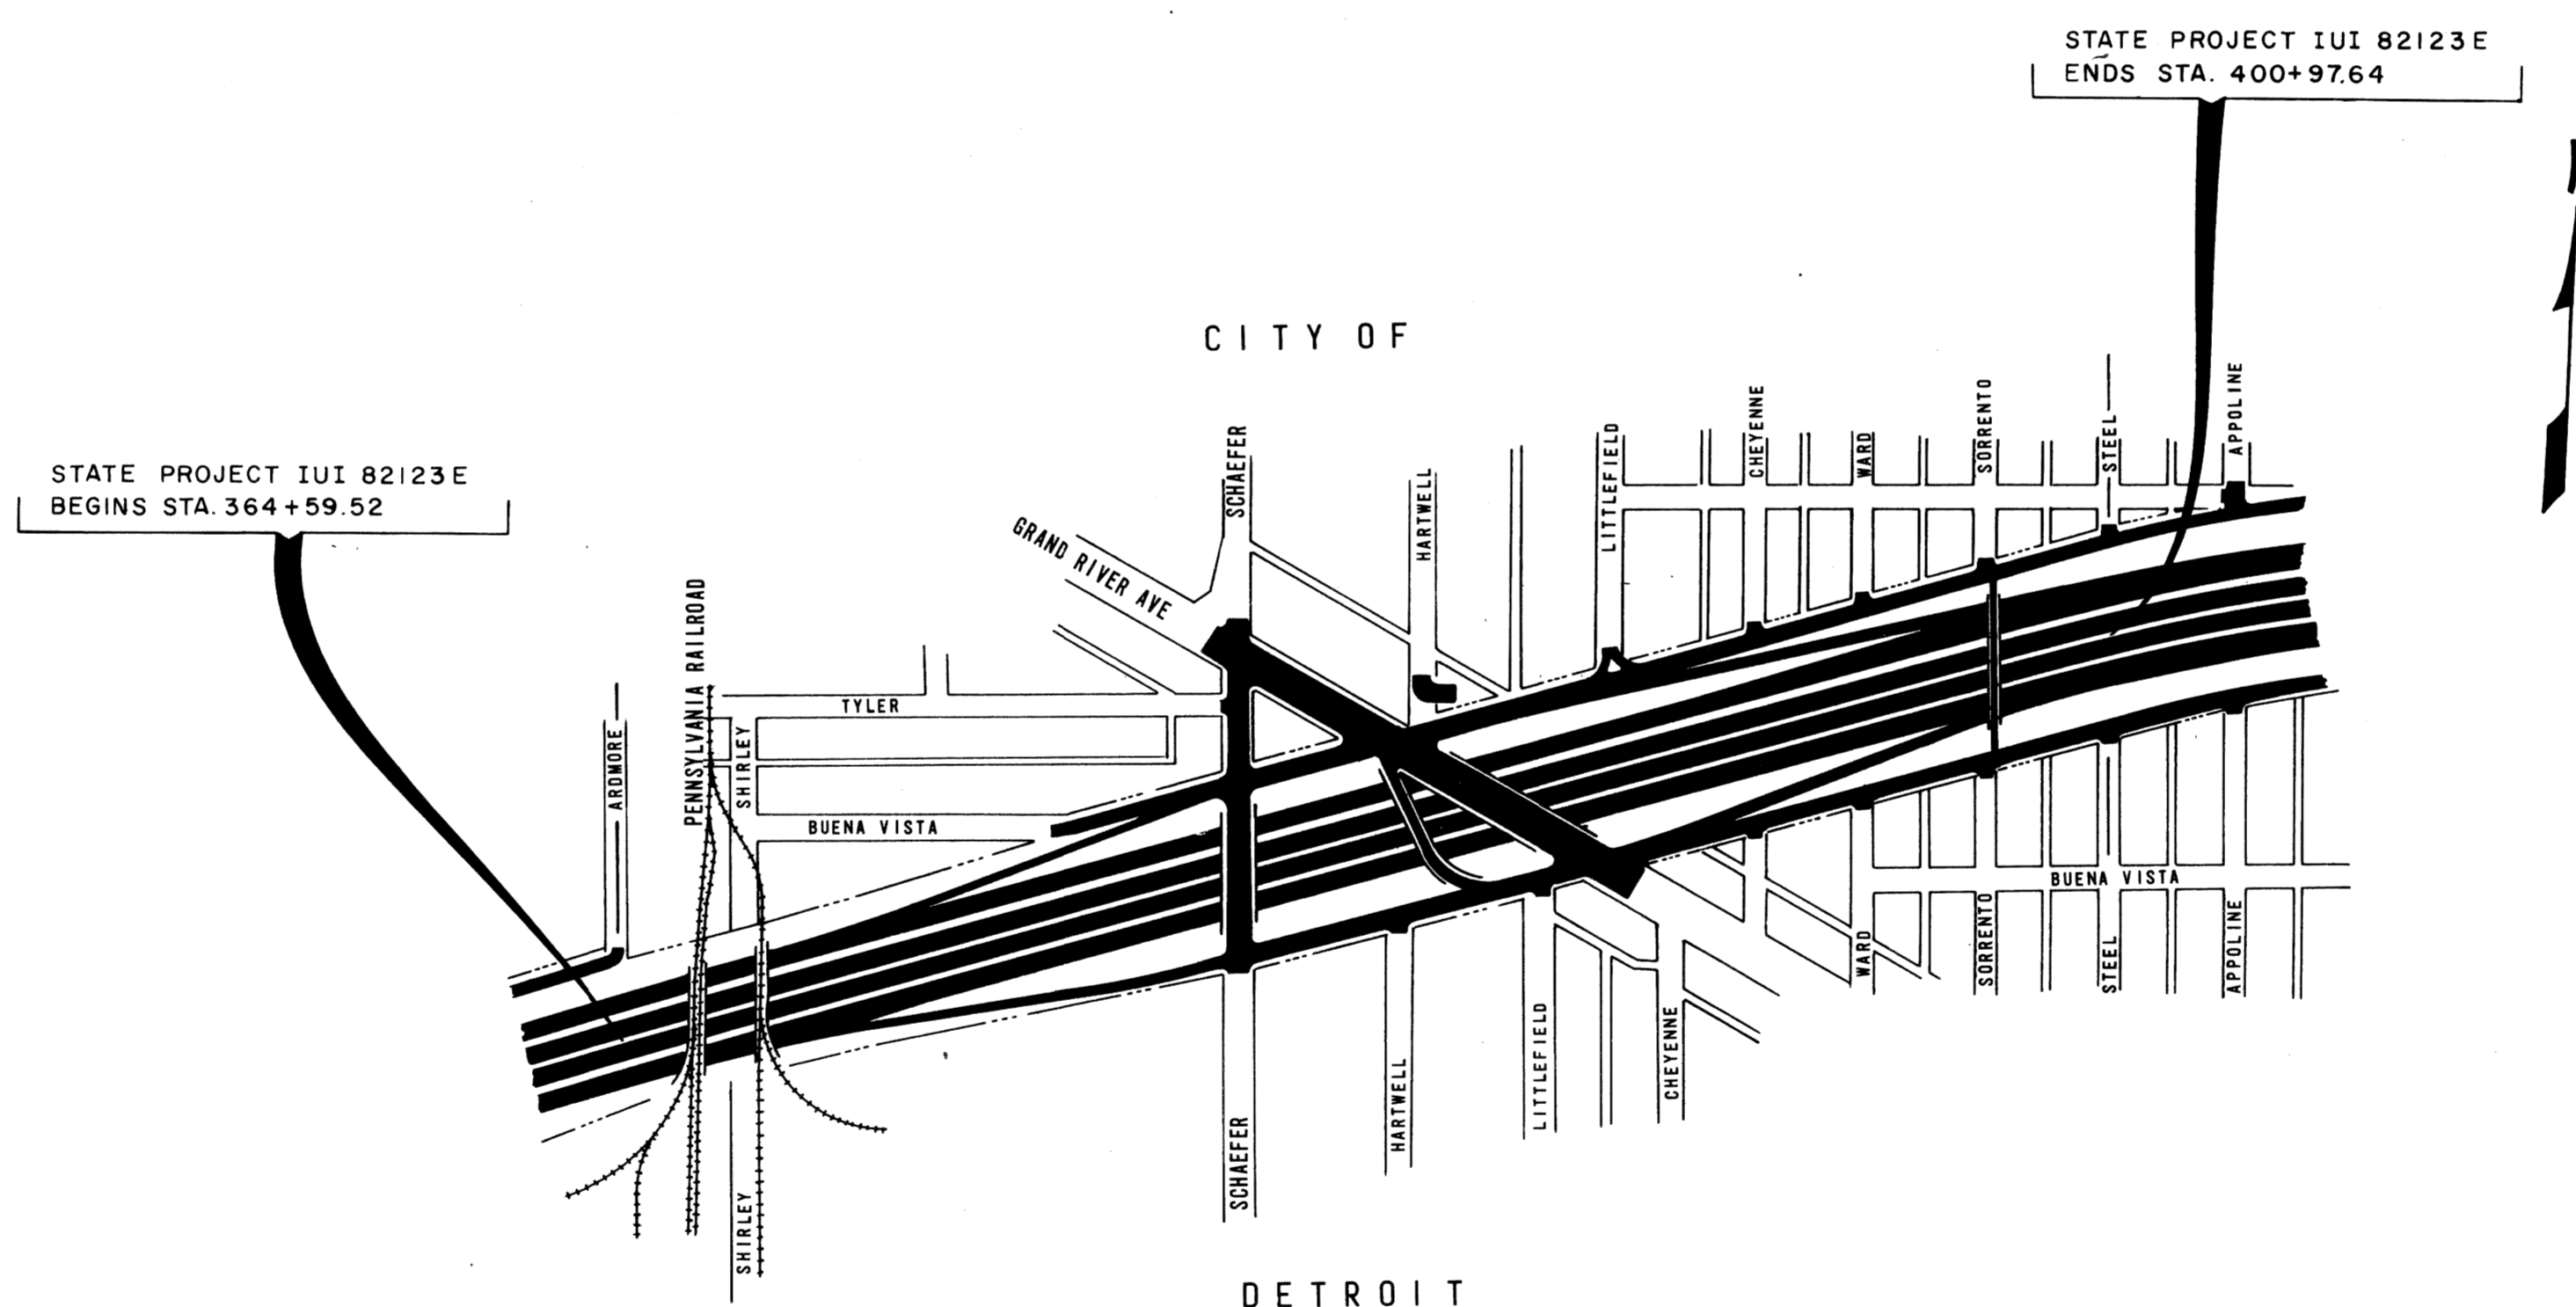 STATE PROJECT IUI 82123 E
ENDS STA. 400+97.64
CITY OF
STATE PROJECT IUI 82123 E
BEGINS STA. 364+59.52
GRAND RIVER AVE
SCHAEFER
HARTWELL
LITTLEFIELD
CHEYENNE
WARD
SORRENTO
STEEL
APPOLINE
ARDMORE
PENNSYLVANIA RAILROAD
SHIRLEY
TYLER
BUENA VISTA
BUENA VISTA
SHIRLEY
SCHAEFER
HARTWELL
LITTLEFIELD
CHEYENNE
WARD
SORRENTO
STEEL
APPOLINE
DETROIT